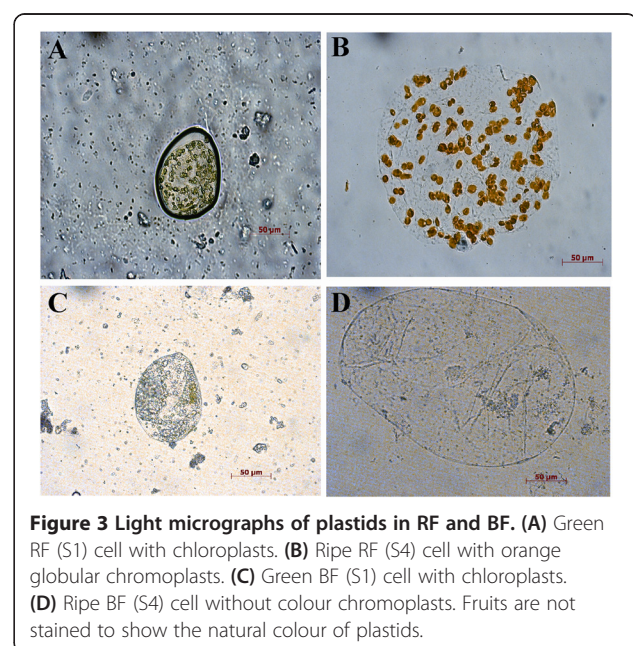 A
B
50 µm
50 µm
C
D
50 µm
50 µm
Figure 3 Light micrographs of plastids in RF and BF. (A) Green
RF (S1) cell with chloroplasts. (B) Ripe RF (S4) cell with orange
globular chromoplasts. (C) Green BF (S1) cell with chloroplasts.
(D) Ripe BF (S4) cell without colour chromoplasts. Fruits are not
stained to show the natural colour of plastids.